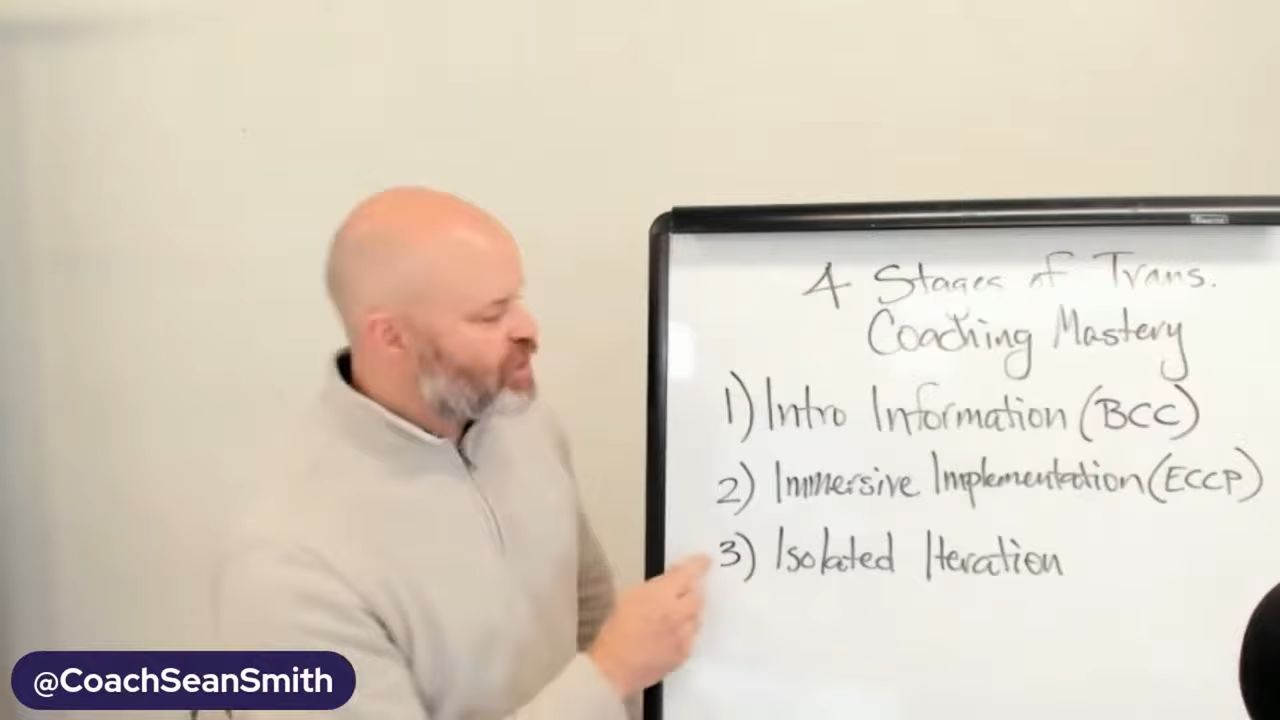 4 Stages of Trans.
Coaching Mastery
1) Intro Information (BCC)
2) Immersive Implementation (ECCP)
3) Isolated Iteration
@CoachSeanSmith